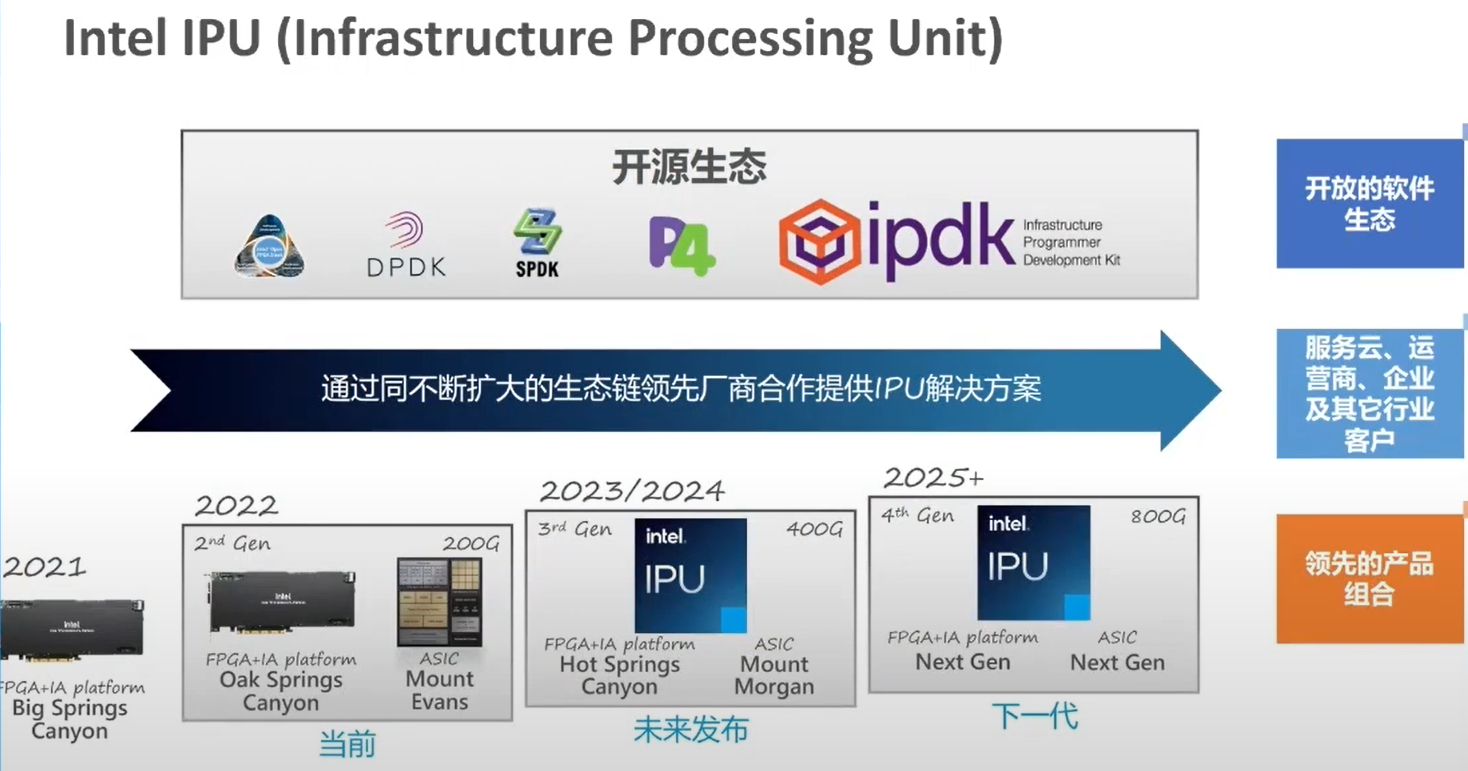 Intel IPU (Infrastructure Processing Unit)
开源生态
DPDK
SPDK
P4
ipdk
Infrastructure
Programmer
Development Kit
开放的软件
生态
通过同不断扩大的生态链领先厂商合作提供IPU解决方案
服务云、运
营商、企业
及其它行业
客户
2021
intel
FPGA+IA platform
Big Springs
Canyon
2022
2nd Gen
200G
intel
FPGA+IA platform
Oak Springs
Canyon
ASIC
Mount
Evans
当前
2023/2024
3rd Gen
400G
intel
IPU
FPGA+IA platform
Hot Springs
Canyon
ASIC
Mount
Morgan
未来发布
2025+
4th Gen
800G
intel
IPU
FPGA+IA platform
Next Gen
ASIC
Next Gen
下一代
领先的产品
组合